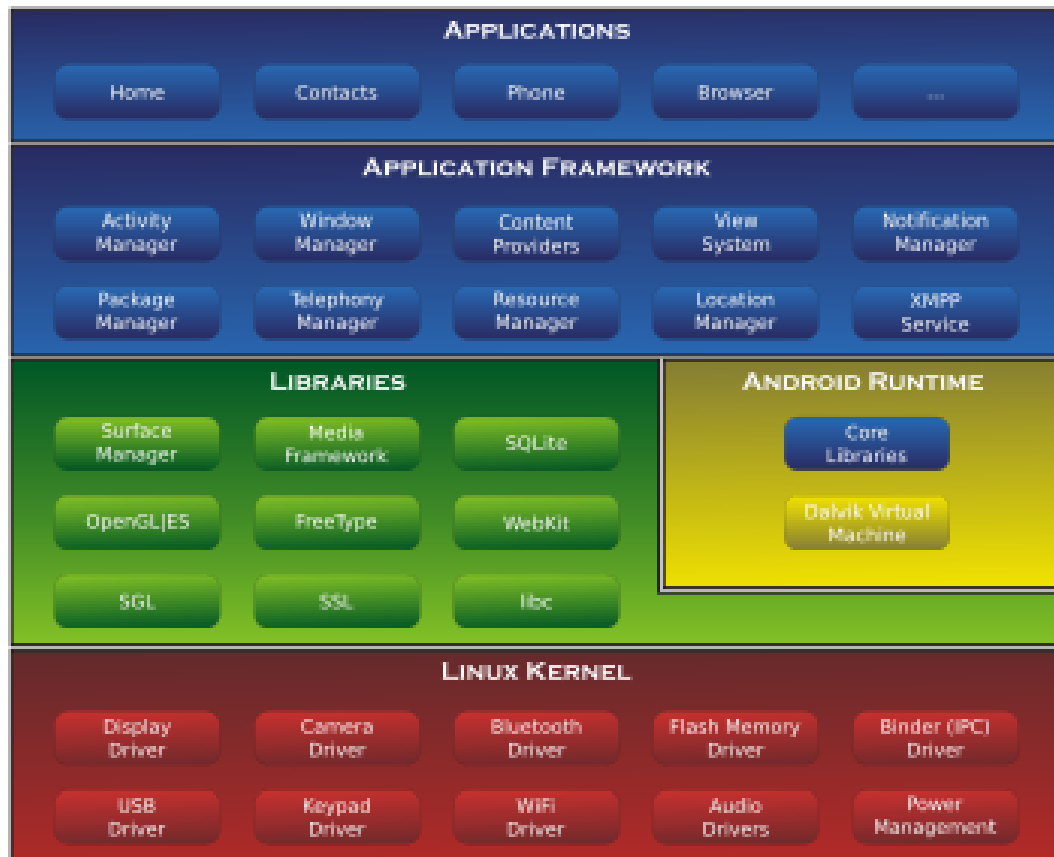 APPLICATIONS
Home
Contacts
Phone
Browser
...
APPLICATION FRAMEWORK
Activity
Manager
Window
Manager
Content
Providers
View
System
Notification
Manager
Package
Manager
Telephony
Manager
Resource
Manager
Location
Manager
XMPP
Service
LIBRARIES
Surface
Manager
Media
Framework
SQLite
OpenGL|ES
FreeType
WebKit
SGL
SSL
libc
ANDROID RUNTIME
Core
Libraries
Dalvik Virtual
Machine
LINUX KERNEL
Display
Driver
Camera
Driver
Bluetooth
Driver
Flash Memory
Driver
Binder (IPC)
Driver
USB
Driver
Keypad
Driver
WiFi
Driver
Audio
Drivers
Power
Management